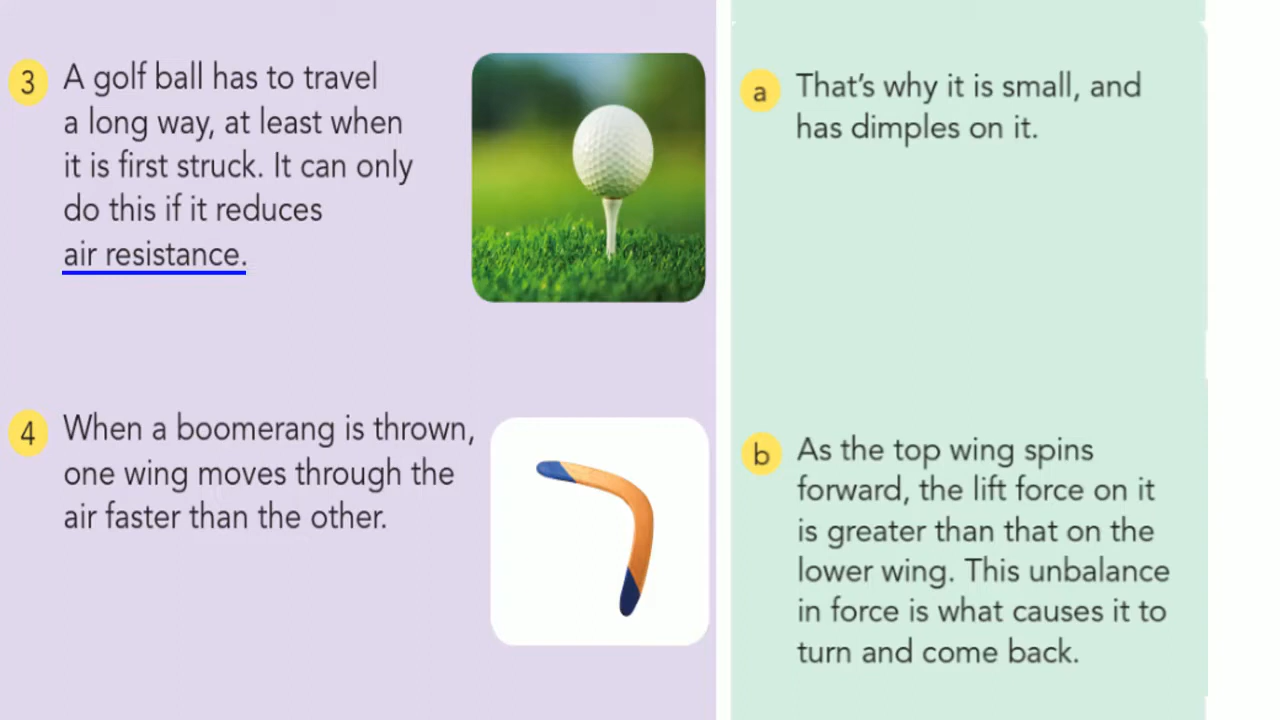 3 A golf ball has to travel
a long way, at least when
it is first struck. It can only
do this if it reduces
air resistance.
a That's why it is small, and
has dimples on it.
4 When a boomerang is thrown,
one wing moves through the
air faster than the other.
b As the top wing spins
forward, the lift force on it
is greater than that on the
lower wing. This unbalance
in force is what causes it to
turn and come back.